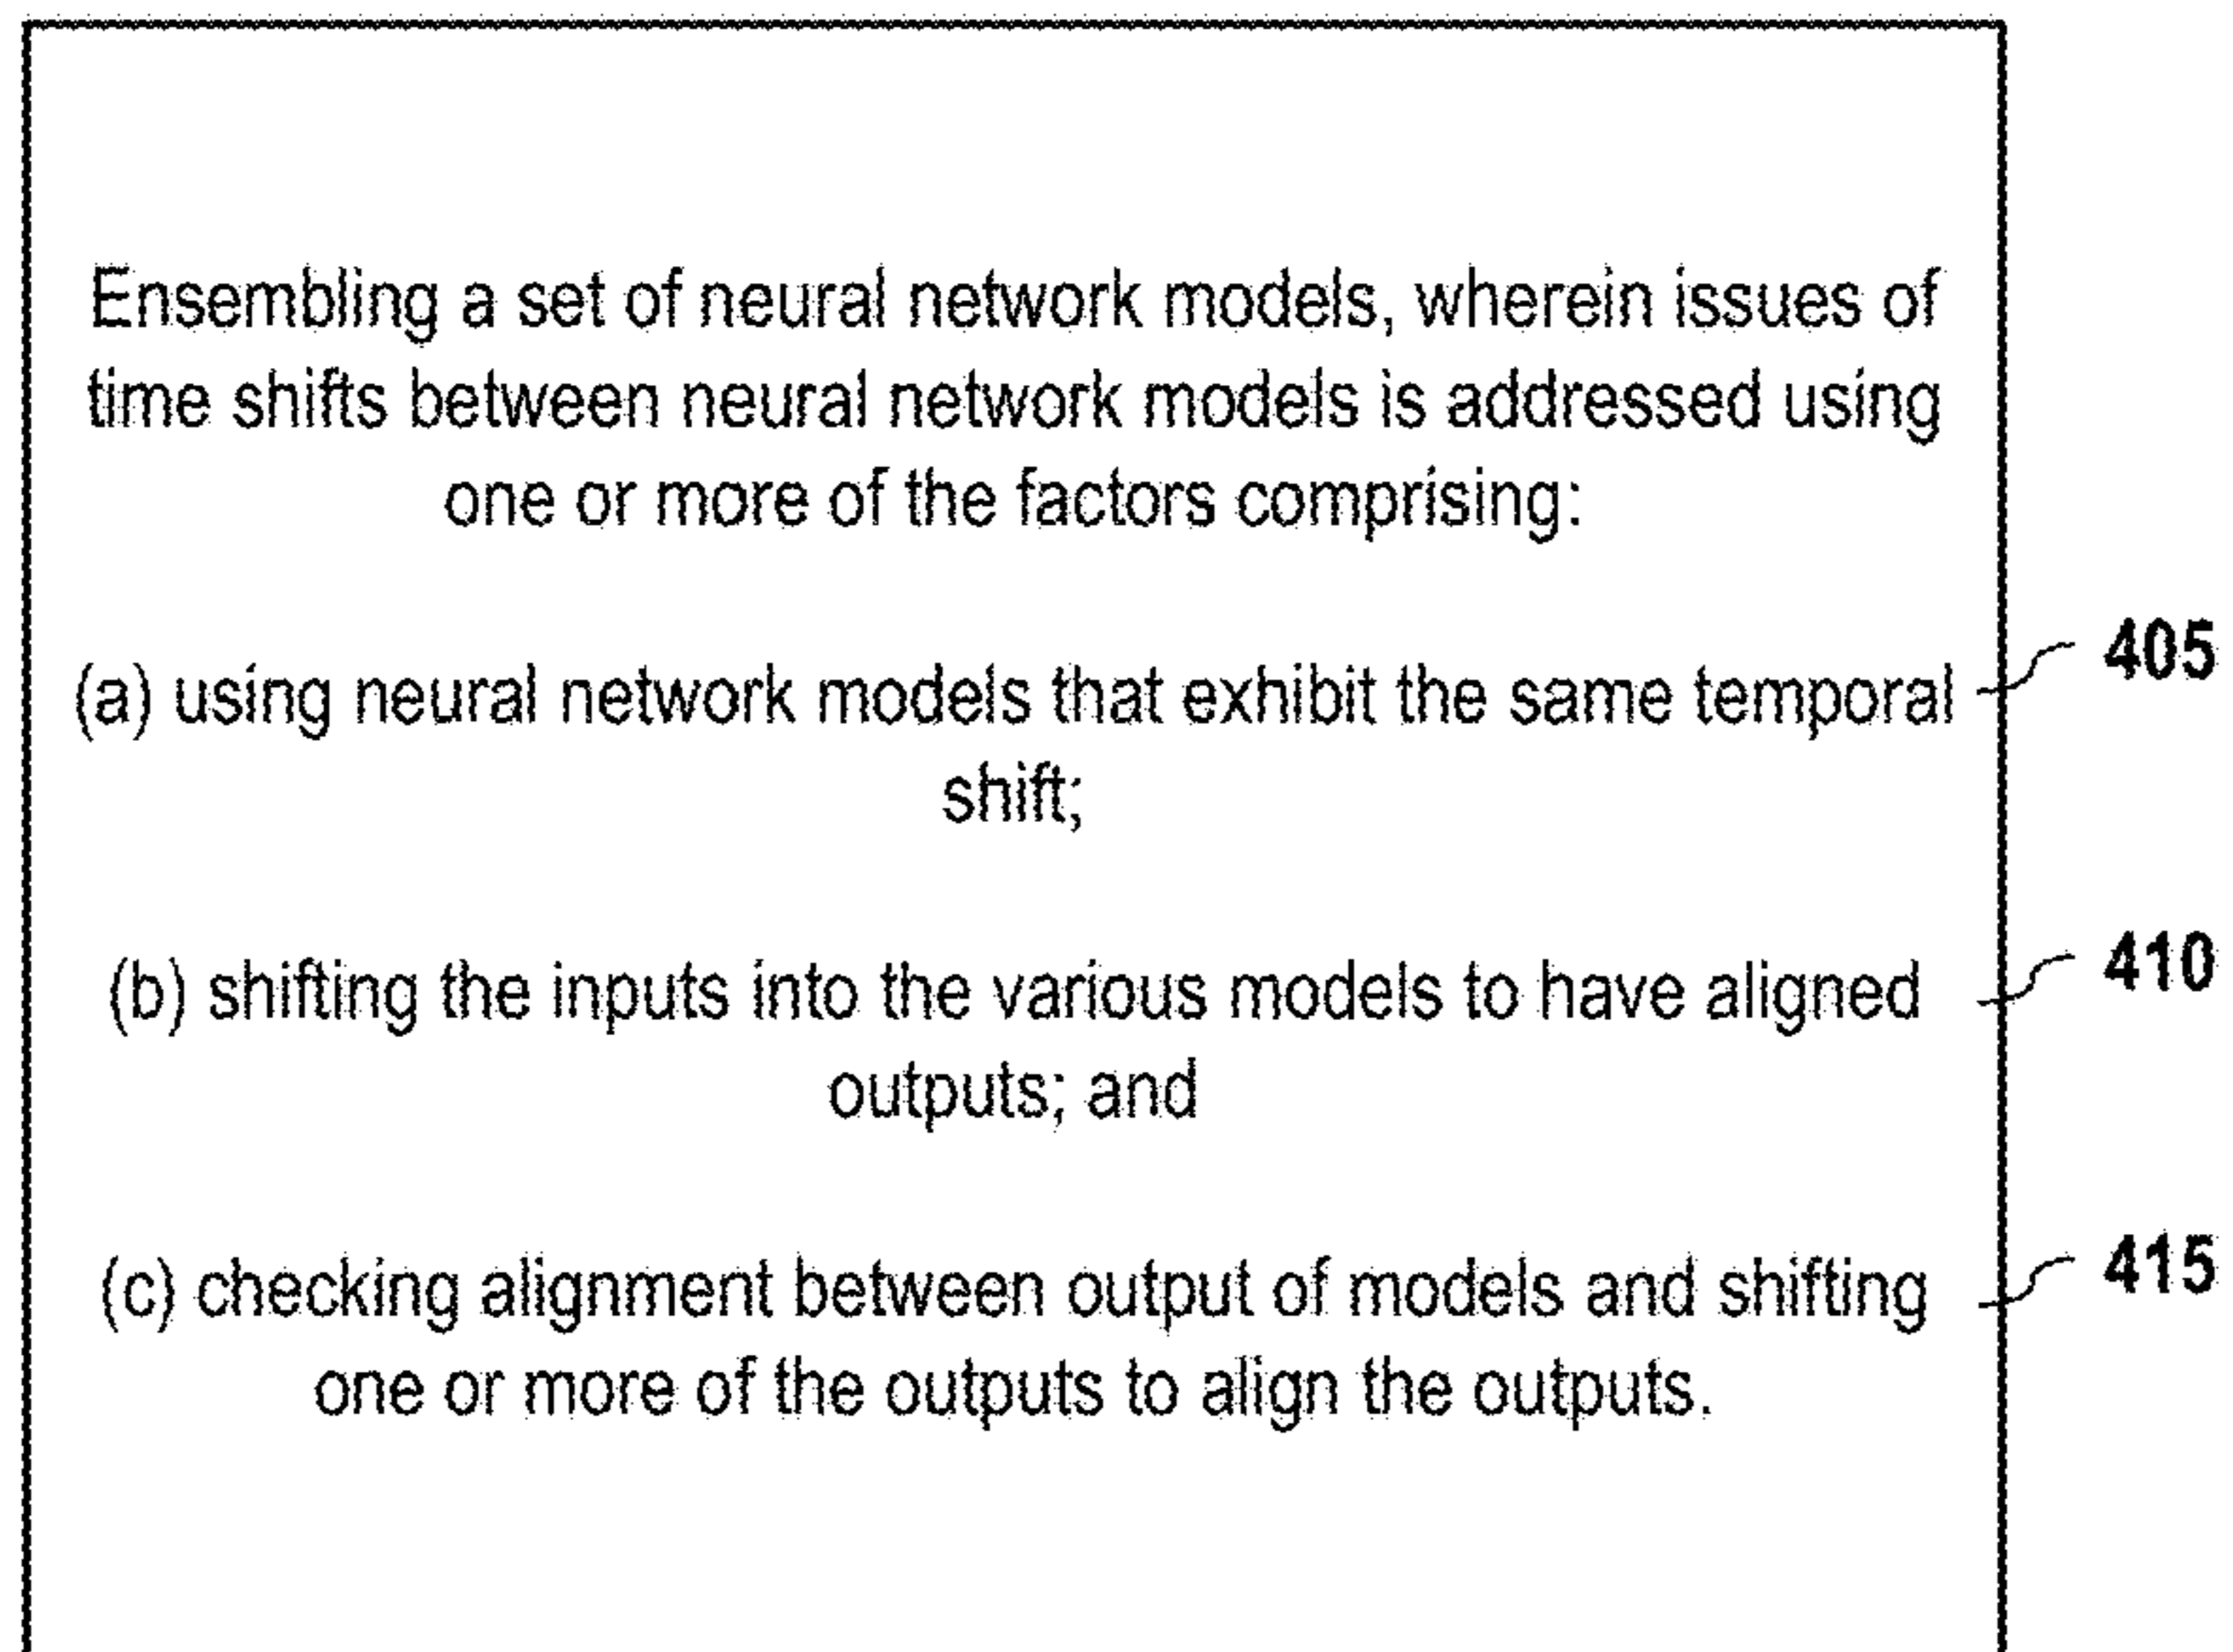 Ensembling a set of neural network models, wherein issues of
time shifts between neural network models is addressed using
one or more of the factors comprising:
(a) using neural network models that exhibit the same temporal
405
shift;
(b) shifting the inputs into the various models to have aligned
410
outputs; and
(c) checking alignment between output of models and shifting
415
one or more of the outputs to align the outputs.